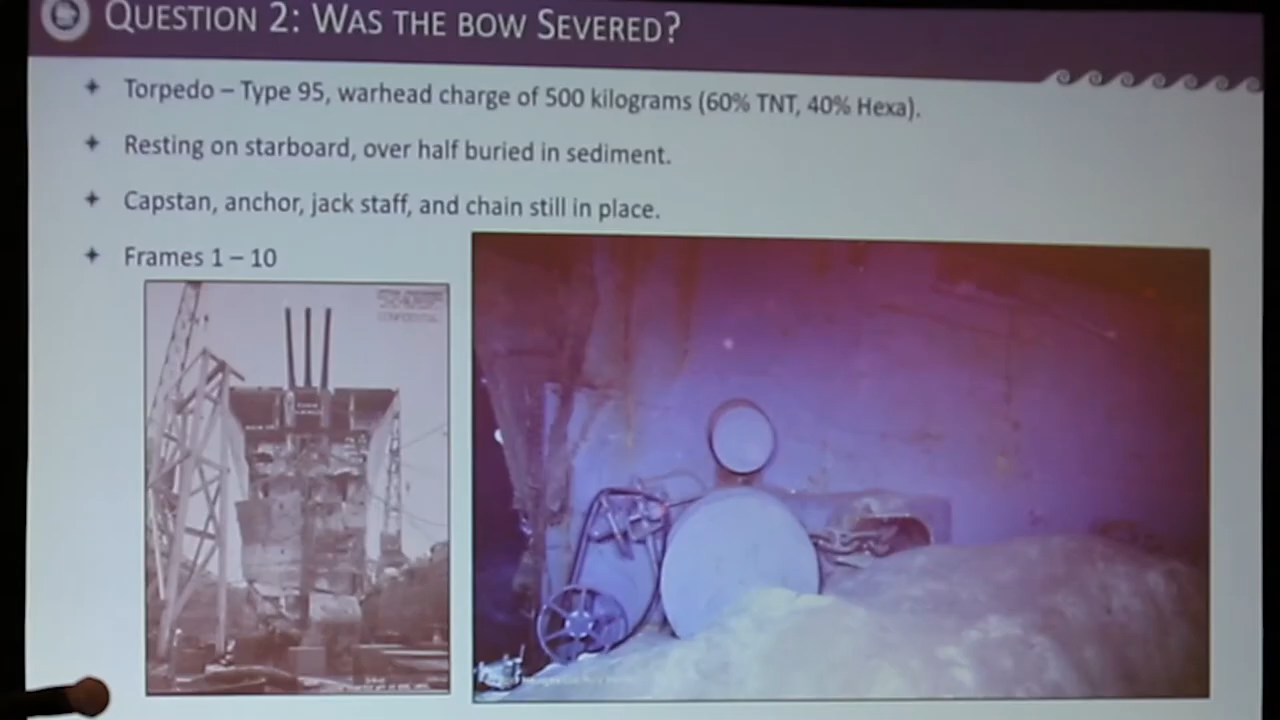 QUESTION 2: WAS THE BOW SEVERED?
Torpedo – Type 95, warhead charge of 500 kilograms (60% TNT, 40% Hexa).
Resting on starboard, over half buried in sediment.
Capstan, anchor, jack staff, and chain still in place.
Frames 1 – 10
CONFIDENTIAL